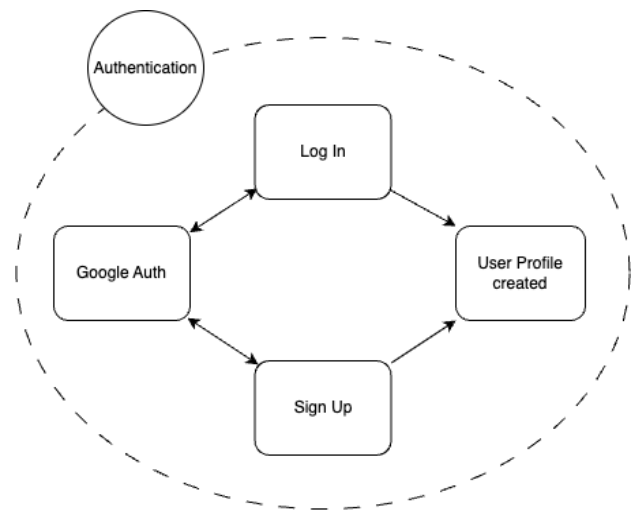 Authentication
Log In
Google Auth
User Profile
created
Sign Up